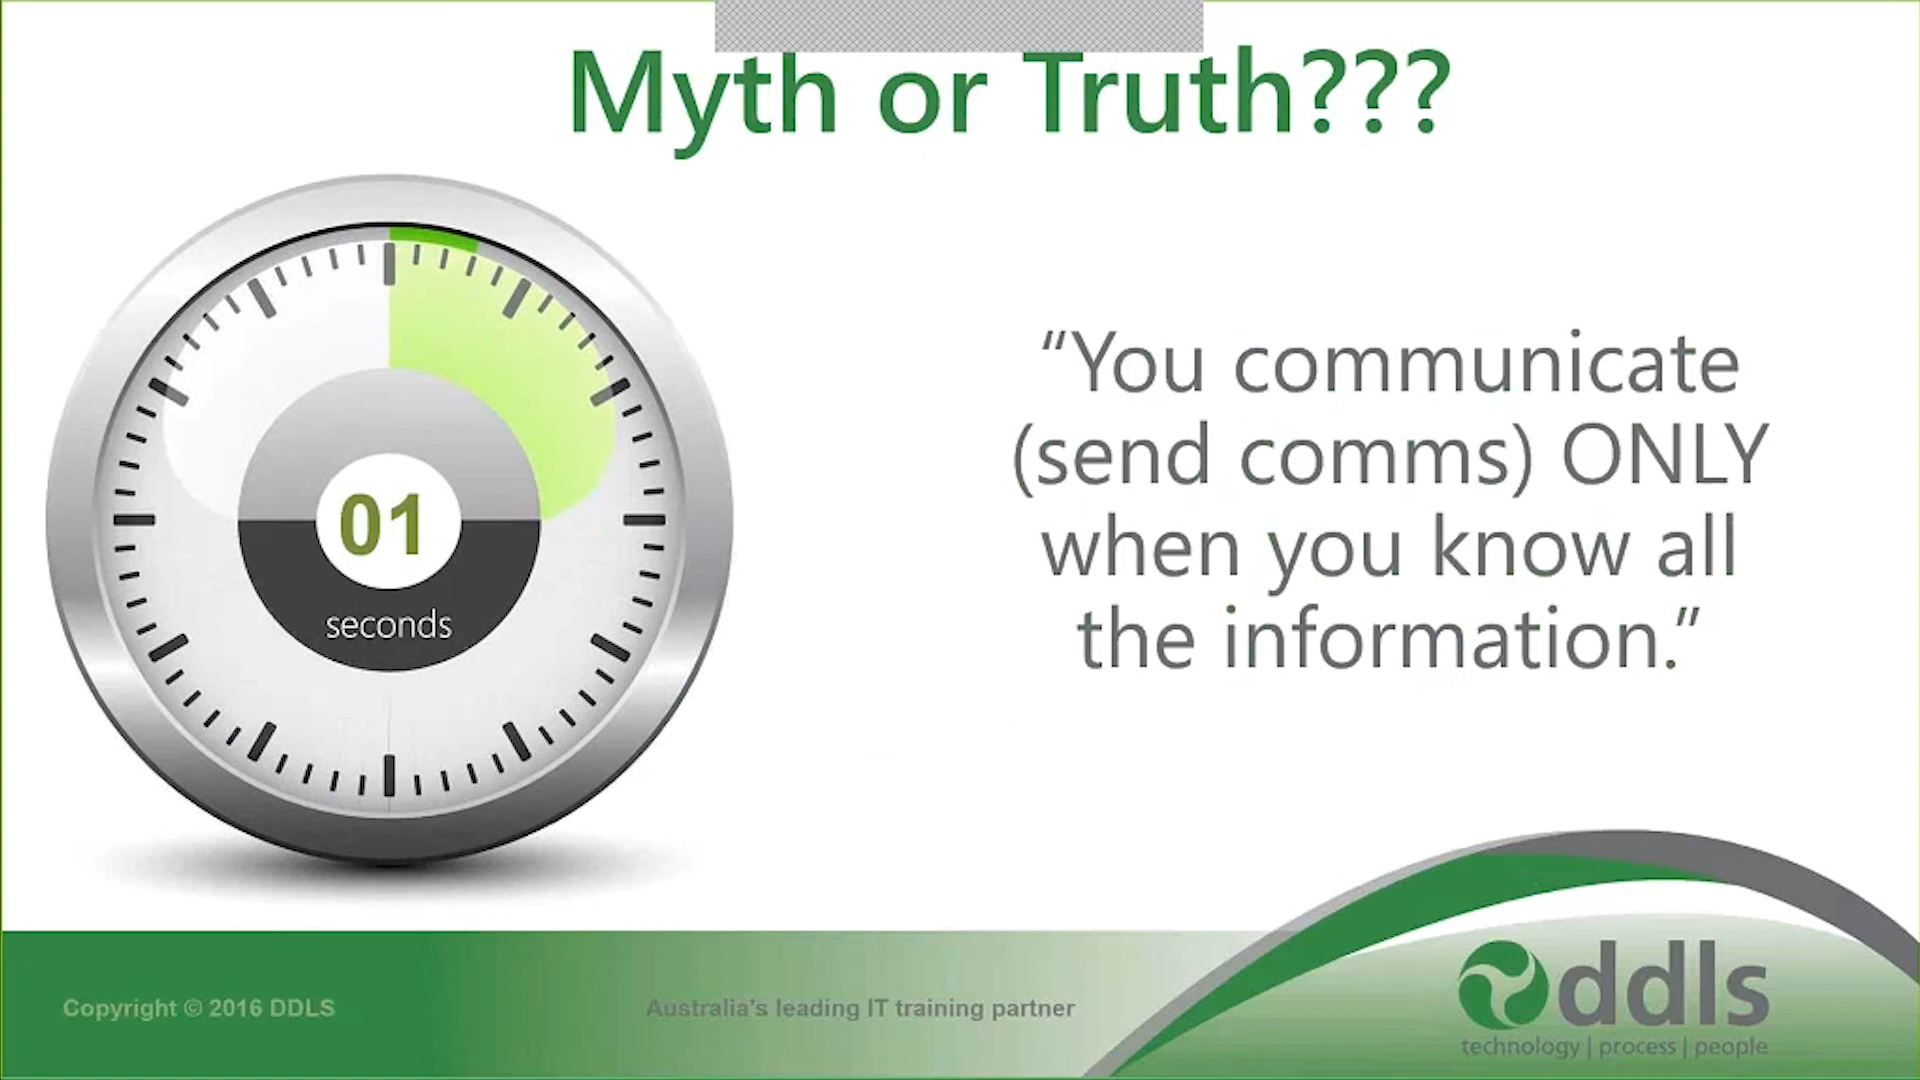 Myth or Truth???
01
seconds
“You communicate
(send comms) ONLY
when you know all
the information.”
Copyright © 2016 DDLS
Australia's leading IT training partner
ddls
technology | process | people